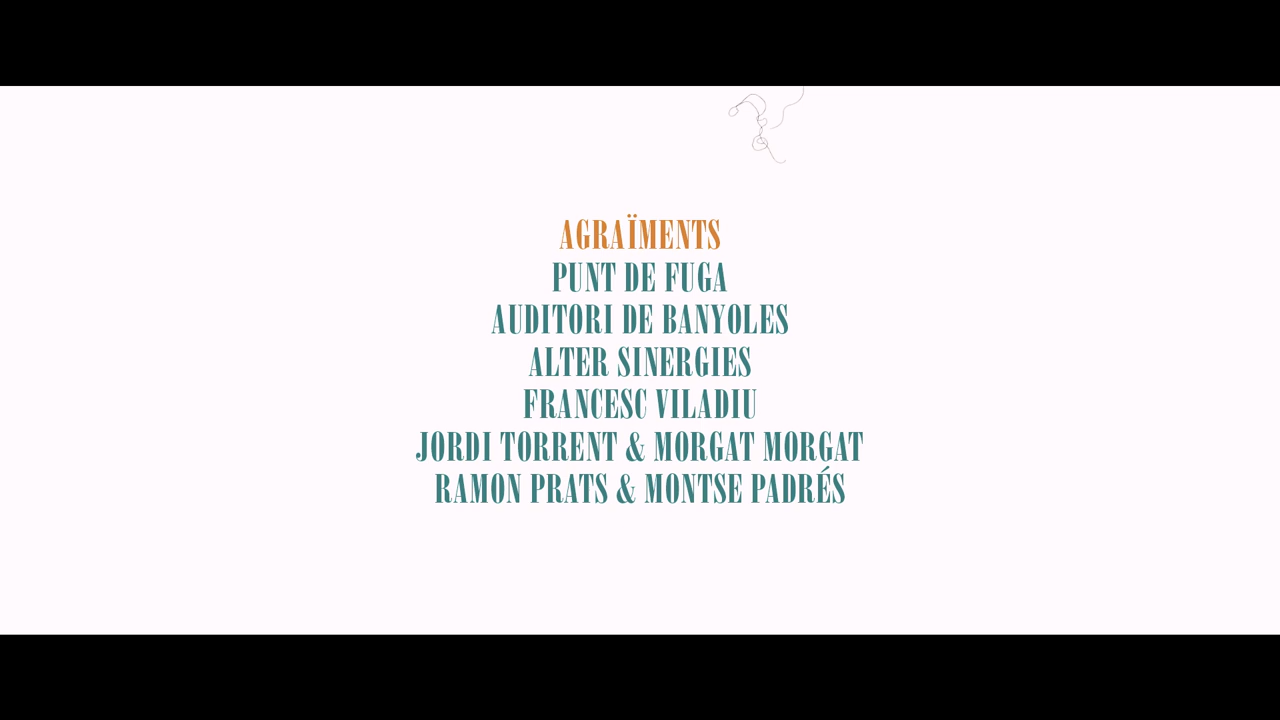 AGRAÏMENTS
PUNT DE FUGA
AUDITORI DE BANYOLES
ALTER SINERGIES
FRANCESC VILADIU
JORDI TORRENT & MORGAT MORGAT
RAMON PRATS & MONTSE PADRÉS